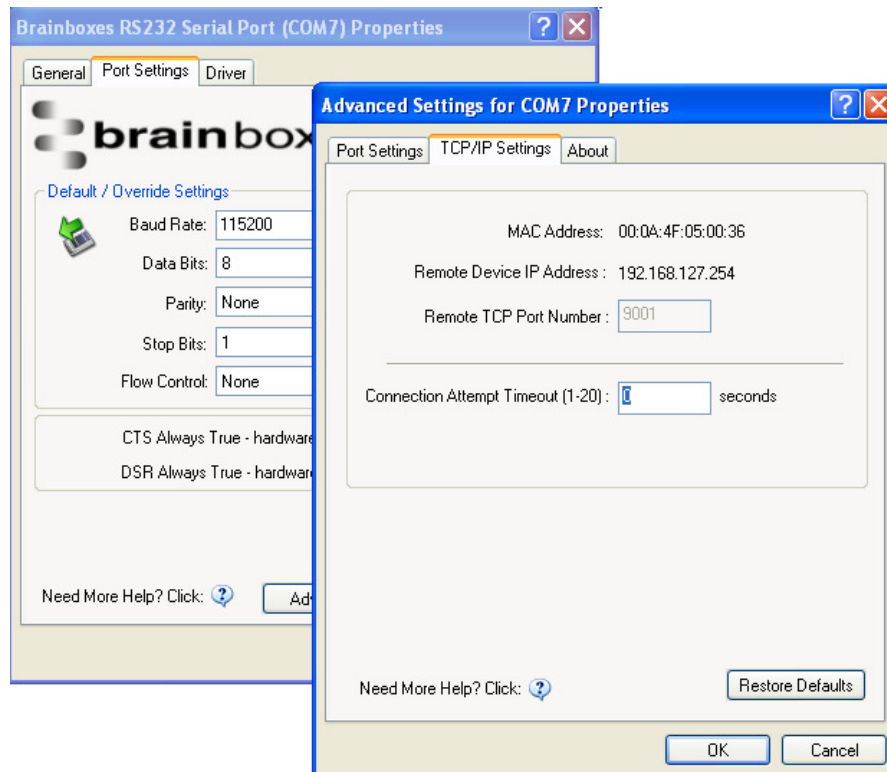 Brainboxes RS232 Serial Port (COM7) Properties
General Port Settings Driver
brainbox
Default / Override Settings
Baud Rate: 115200
Data Bits: 8
Parity: None
Stop Bits: 1
Flow Control: None
CTS Always True - hardware
DSR Always True - hardwar
Need More Help? Click:
Ad
Advanced Settings for COM7 Properties
Port Settings TCP/IP Settings About
MAC Address: 00:0A:4F:05:00:36
Remote Device IP Address : 192.168.127.254
Remote TCP Port Number : 9001
Connection Attempt Timeout (1-20) : 0 seconds
Need More Help? Click:
Restore Defaults
OK Cancel